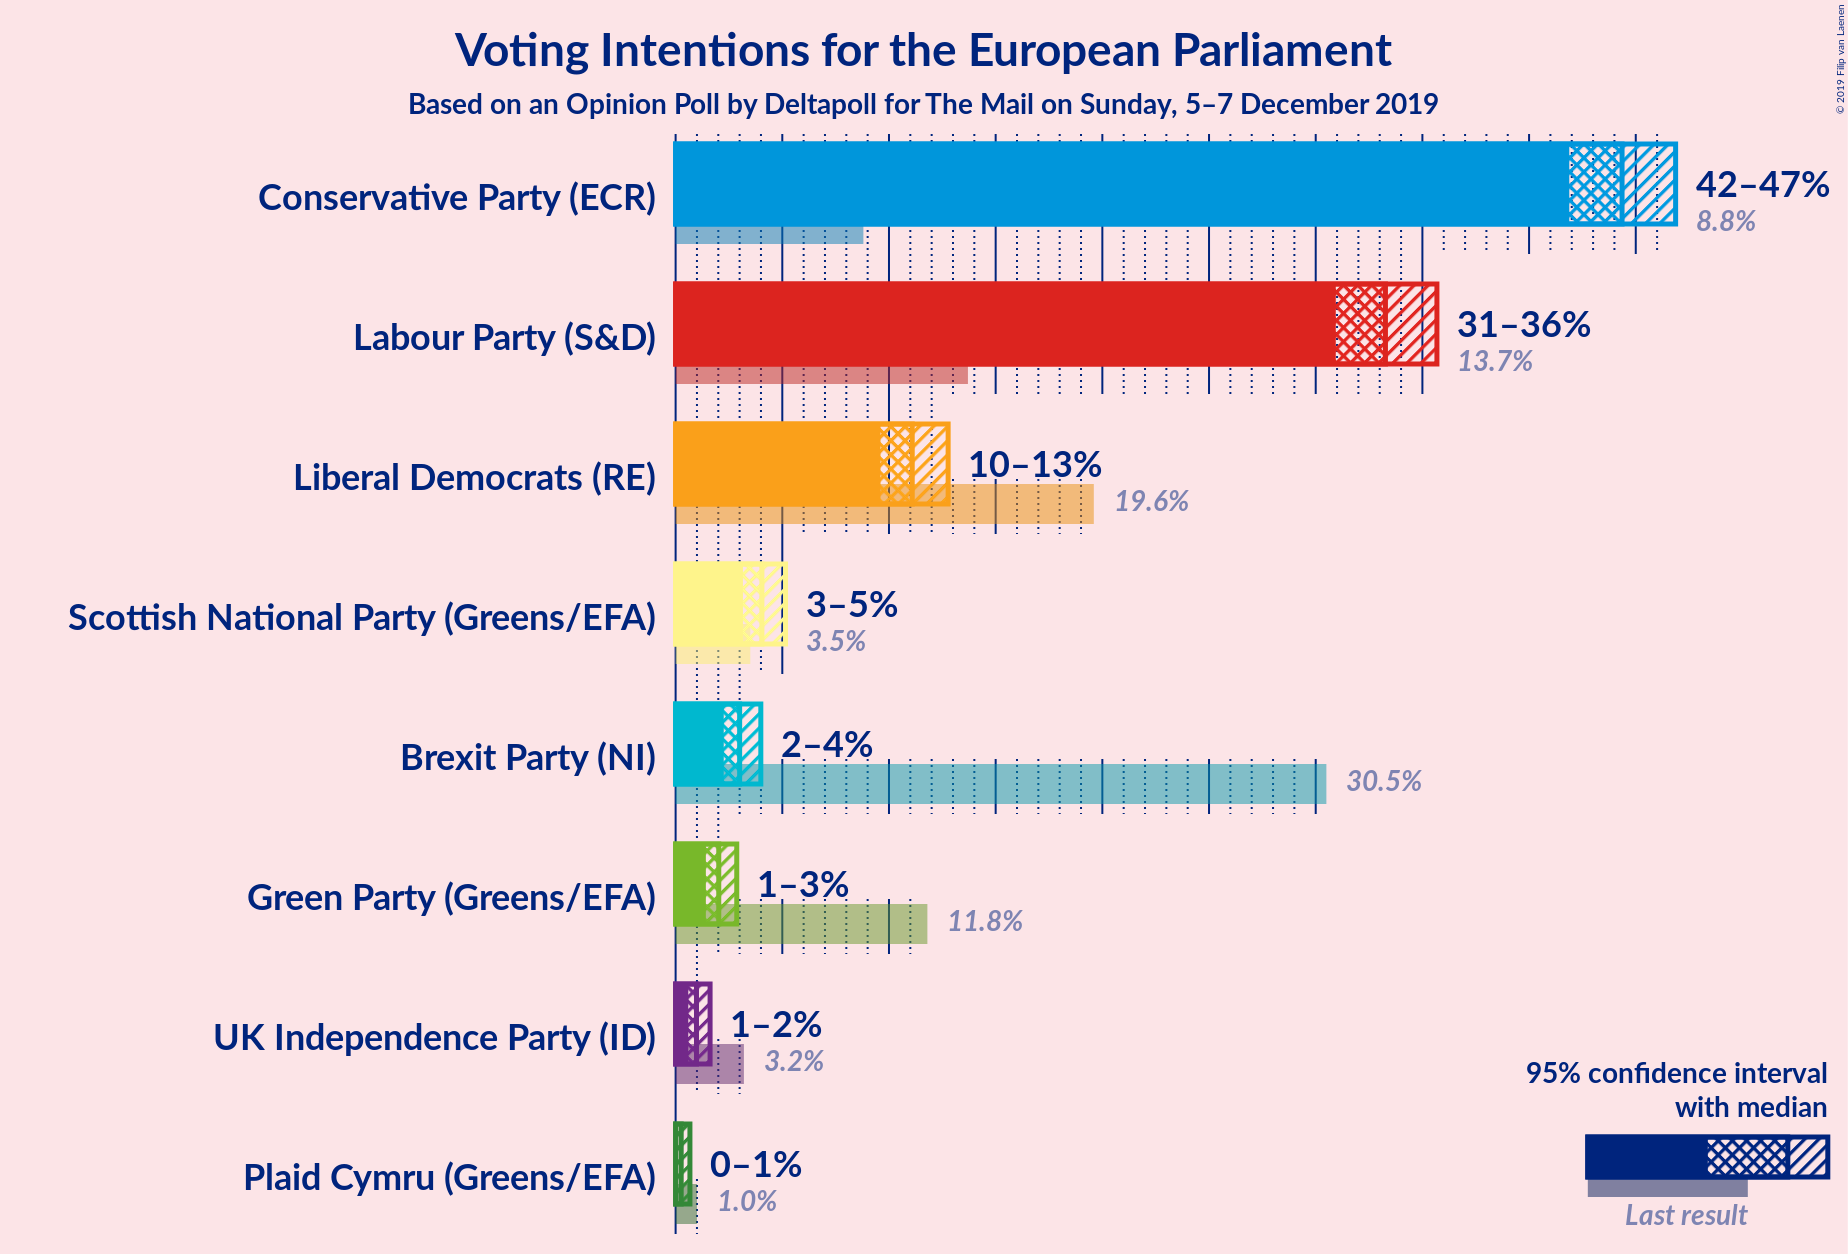 Voting Intentions for the European Parliament
Based on an Opinion Poll by Deltapoll for The Mail on Sunday, 5–7 December 2019
© 2019 Filip van Laenen
Conservative Party (ECR)
42–47%
8.8%
Labour Party (S&D)
31–36%
13.7%
Liberal Democrats (RE)
10–13%
19.6%
Scottish National Party (Greens/EFA)
3–5%
3.5%
Brexit Party (NI)
2–4%
30.5%
Green Party (Greens/EFA)
1–3%
11.8%
UK Independence Party (ID)
1–2%
3.2%
Plaid Cymru (Greens/EFA)
0–1%
1.0%
95% confidence interval
with median
Last result